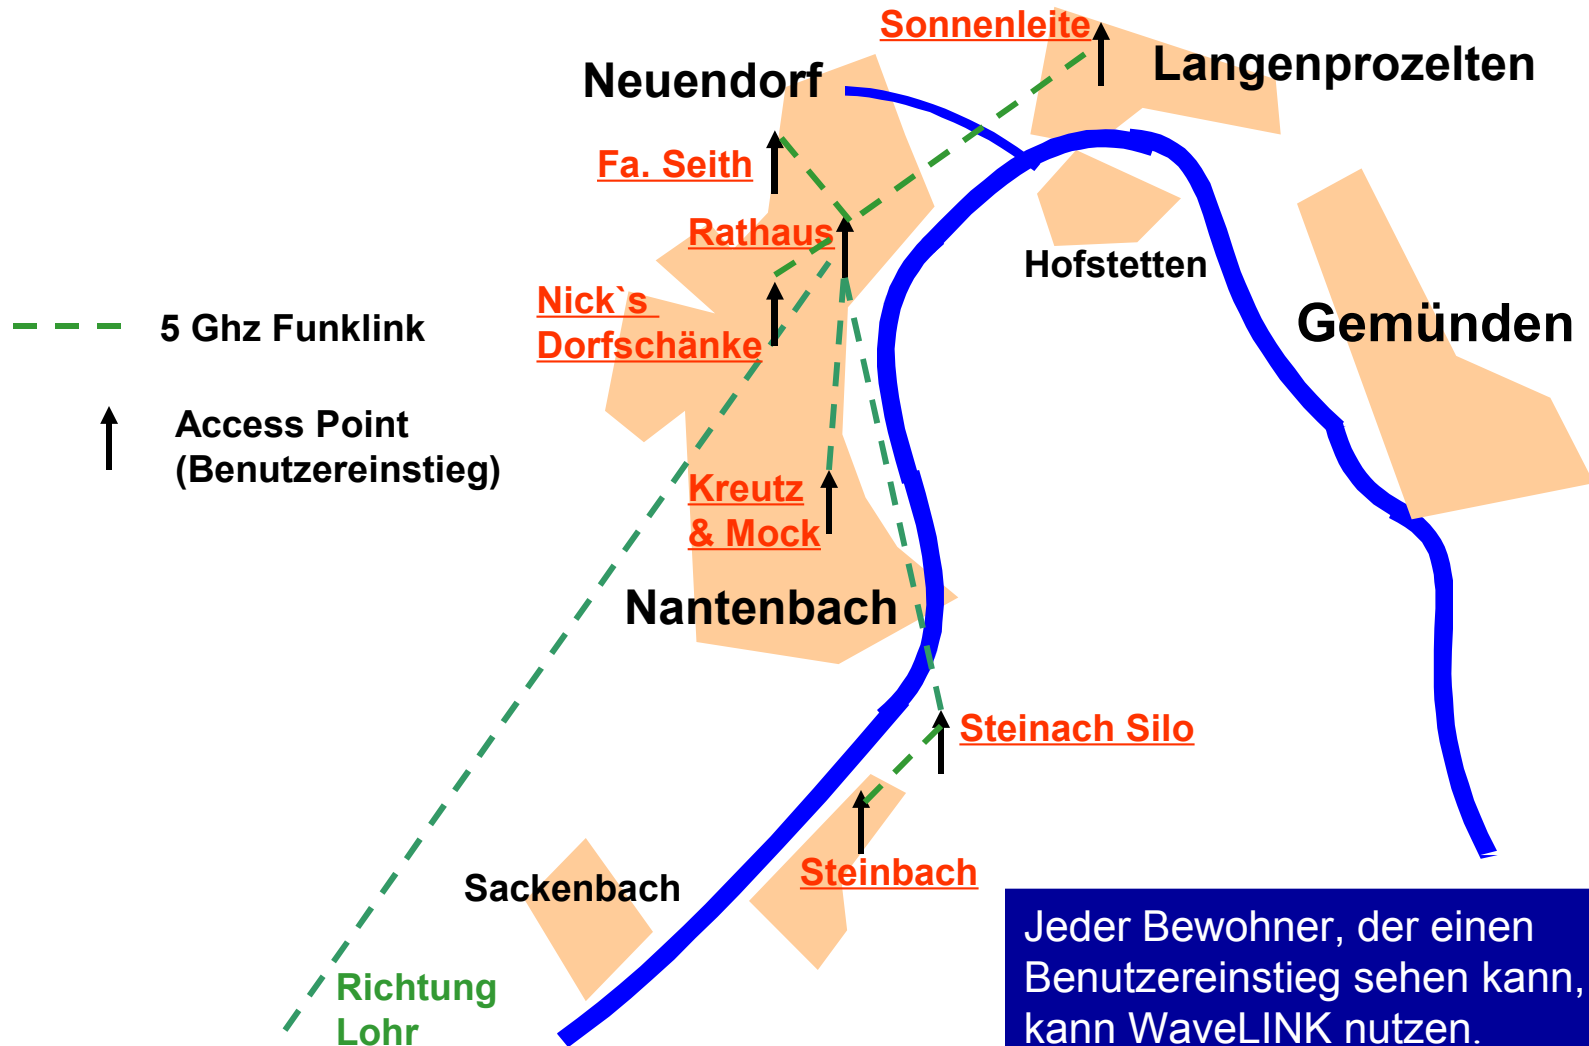 Sonnenleite
Langenprozelten
Neuendorf
Fa. Seith
Rathaus
Hofstetten
Nick`s
Dorfschänke
Gemünden
5 Ghz Funklink
Access Point
(Benutzereinstieg)
Kreutz
& Mock
Nantenbach
Steinach Silo
Steinbach
Sackenbach
Richtung
Lohr
Jeder Bewohner, der einen
Benutzereinstieg sehen kann,
kann WaveLINK nutzen.